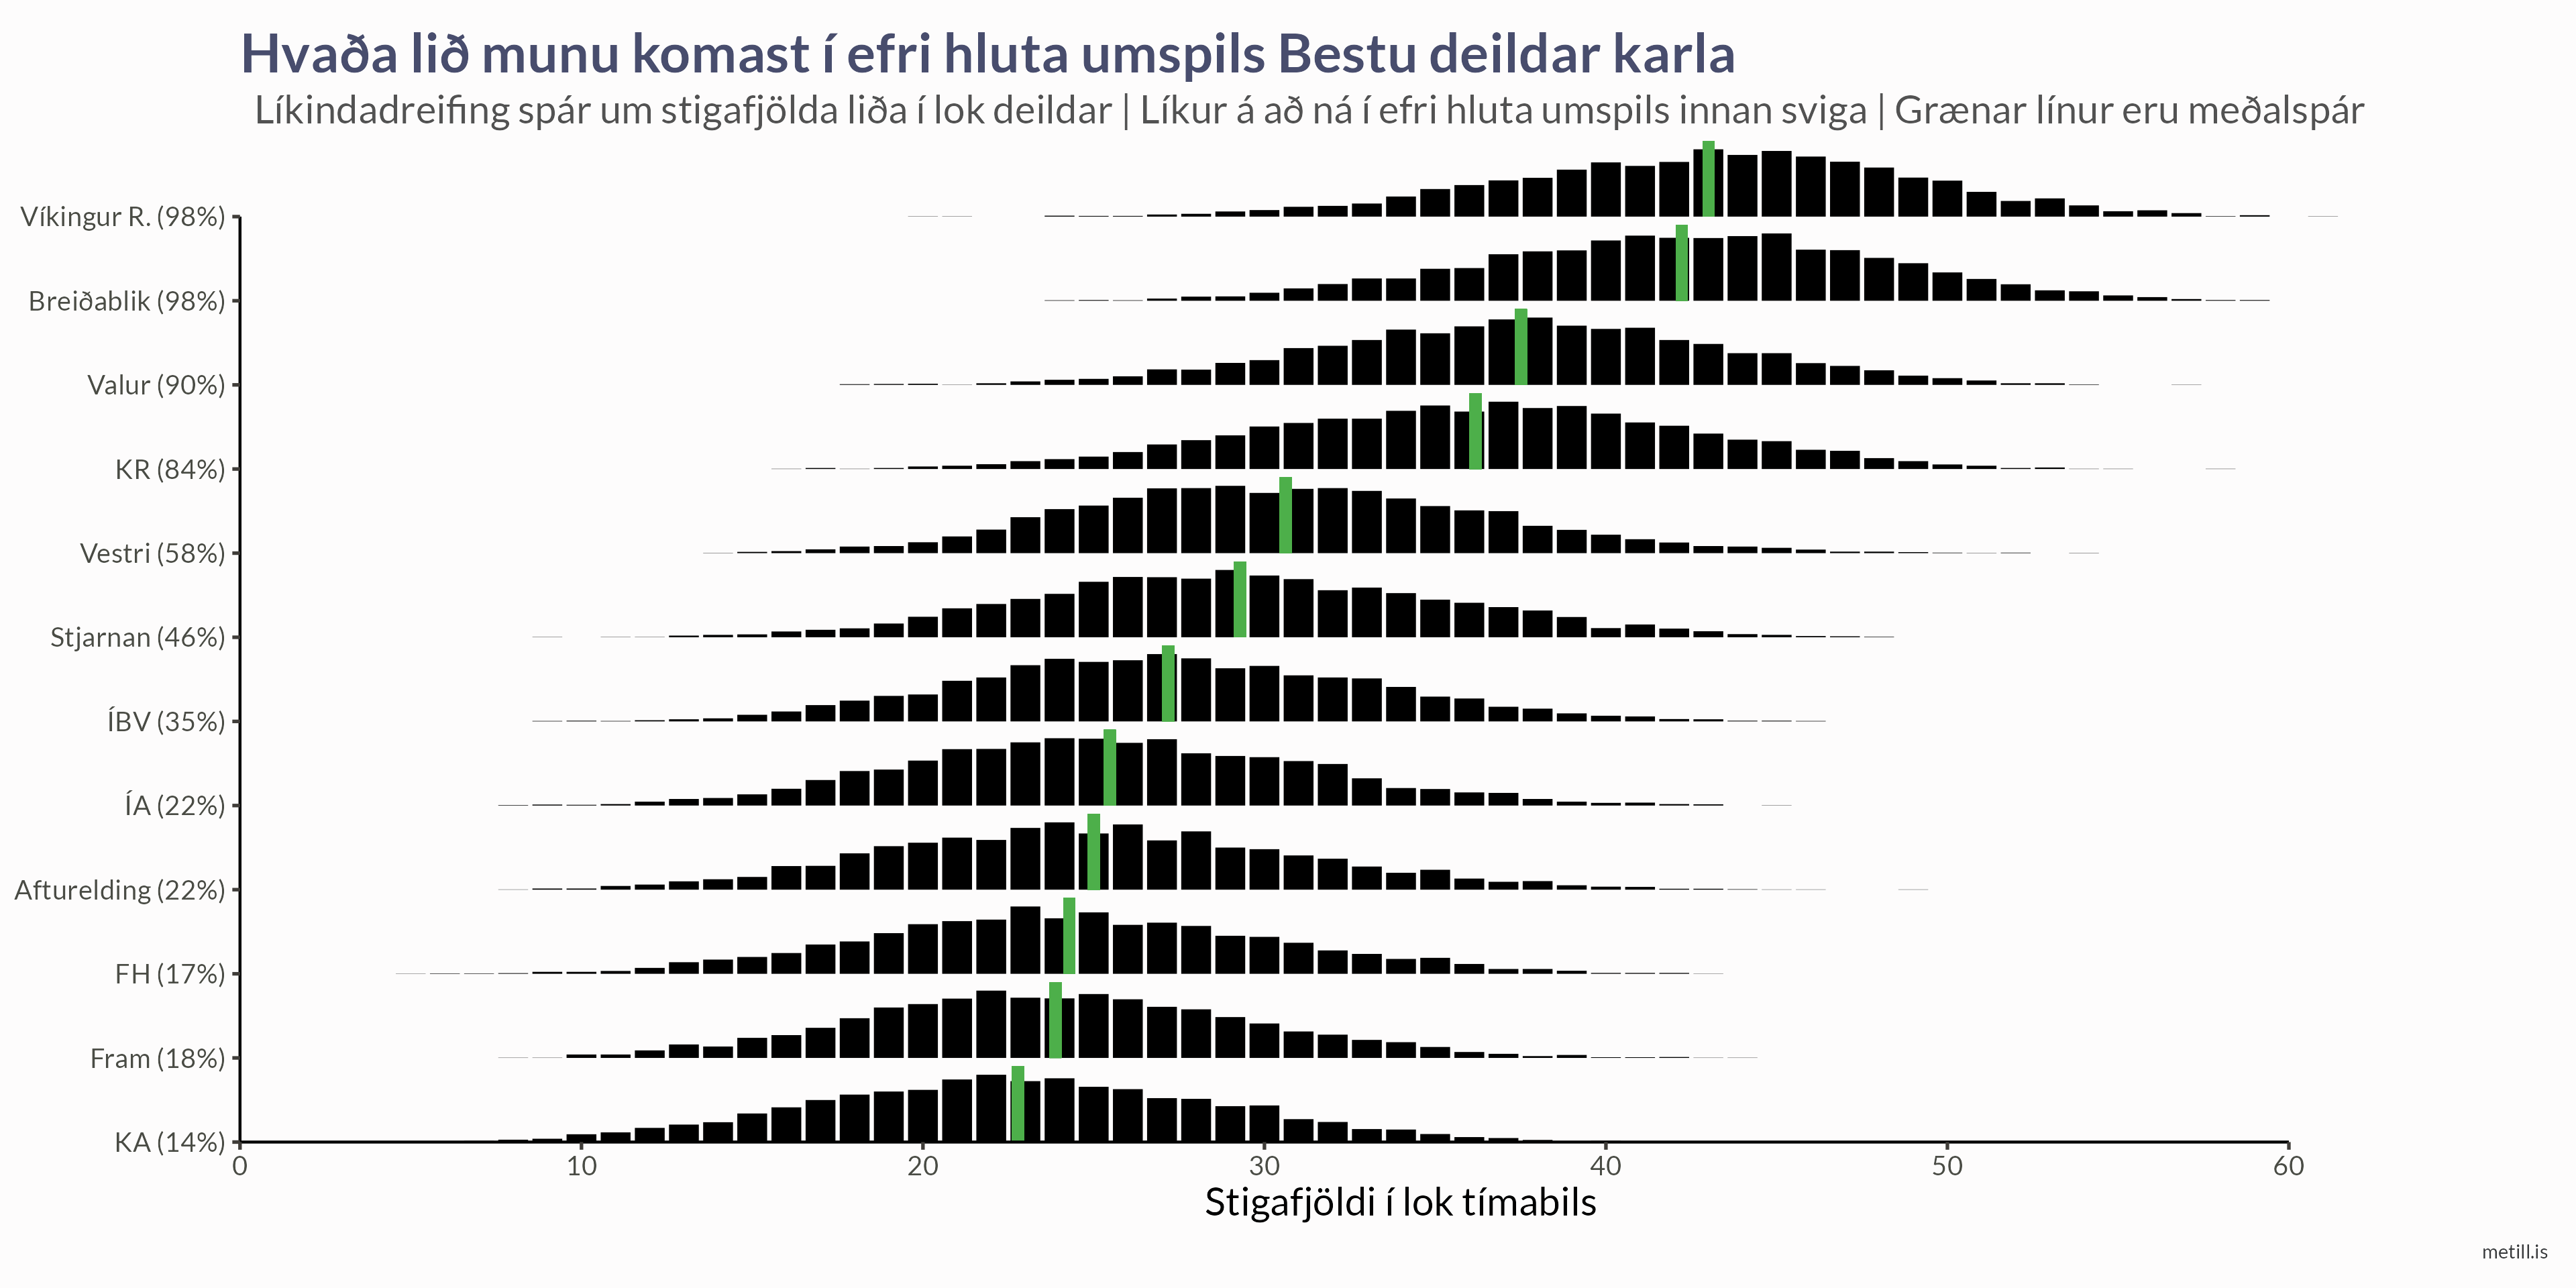 Hvaða lið munu komast í efri hluta umspils Bestu deildar karla
Líkindadreifing spár um stigafjölda liða í lok deildar | Líkur á að ná í efri hluta umspils innan sviga | Grænar línur eru meðalspár
Víkingur R. (98%)
Breiðablik (98%)
Valur (90%)
KR (84%)
Vestri (58%)
Stjarnan (46%)
ÍBV (35%)
ÍA (22%)
Afturelding (22%)
FH (17%)
Fram (18%)
KA (14%)
0 10 20 30 40 50 60
Stigafjöldi í lok tímabils
metill.is